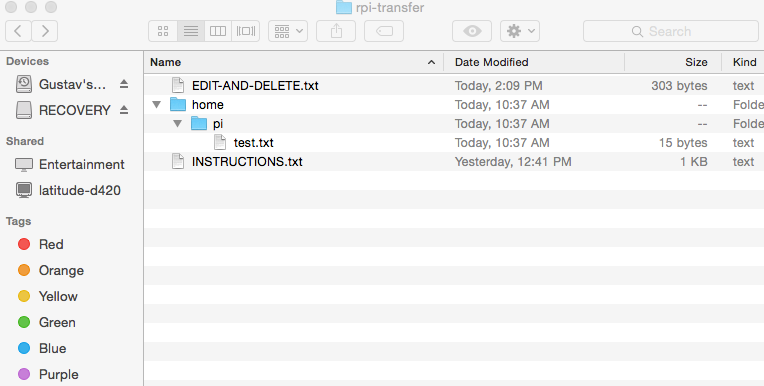 rpi-transfer
Search
Devices
Gustav's...
RECOVERY
Shared
Entertainment
latitude-d420
Tags
Red
Orange
Yellow
Green
Blue
Purple
Name Date Modified Size Kind
EDIT-AND-DELETE.txt Today, 2:09 PM 303 bytes text
home Today, 10:37 AM -- Folde
pi Today, 10:37 AM -- Folde
test.txt Today, 10:37 AM 15 bytes text
INSTRUCTIONS.txt Yesterday, 12:41 PM 1 KB text